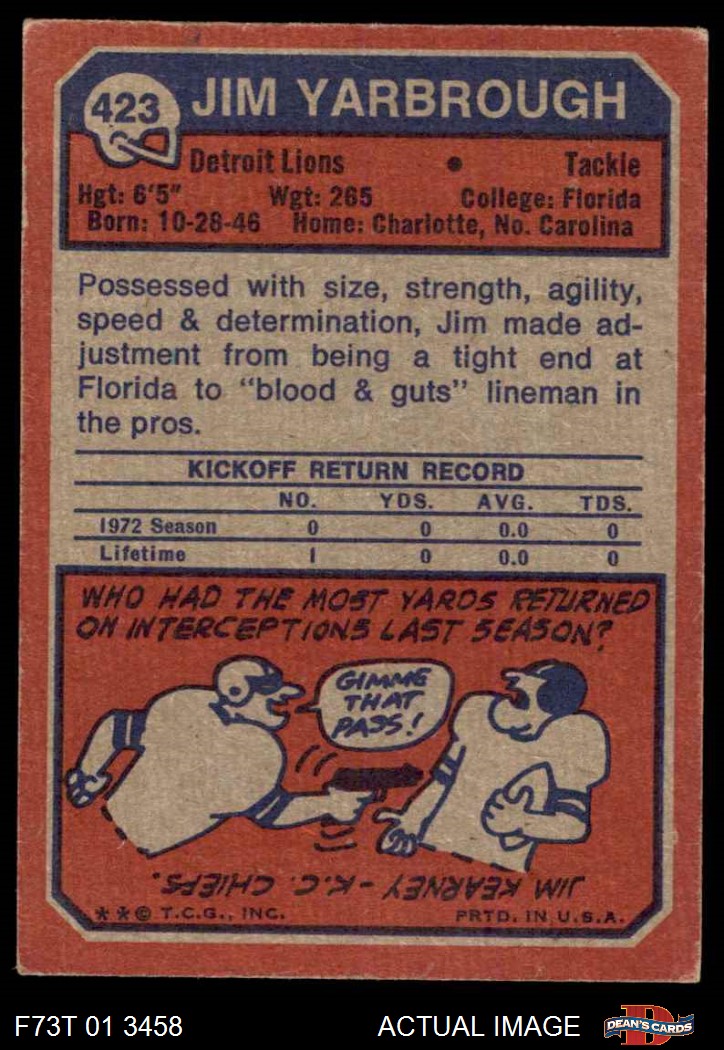 423
JIM YARBROUGH
Detroit Lions • Tackle
Hgt: 6'5" Wgt: 265 College: Florida
Born: 10-28-46 Home: Charlotte, No. Carolina
Possessed with size, strength, agility,
speed & determination, Jim made ad-
justment from being a tight end at
Florida to "blood & guts" lineman in
the pros.
KICKOFF RETURN RECORD
NO. YDS. AVG. TDS.
1972 Season 0 0 0.0 0
Lifetime 1 0 0.0 0
WHO HAD THE MOST YARDS RETURNED
ON INTERCEPTIONS LAST SEASON?
GIMME
THAT
PASS!
JIM KEARNEY - K.C. CHIEFS.
**© T.C.G., INC. PRTD. IN U.S.A.
F73T 01 3458 ACTUAL IMAGE
D
DEAN'S CARDS